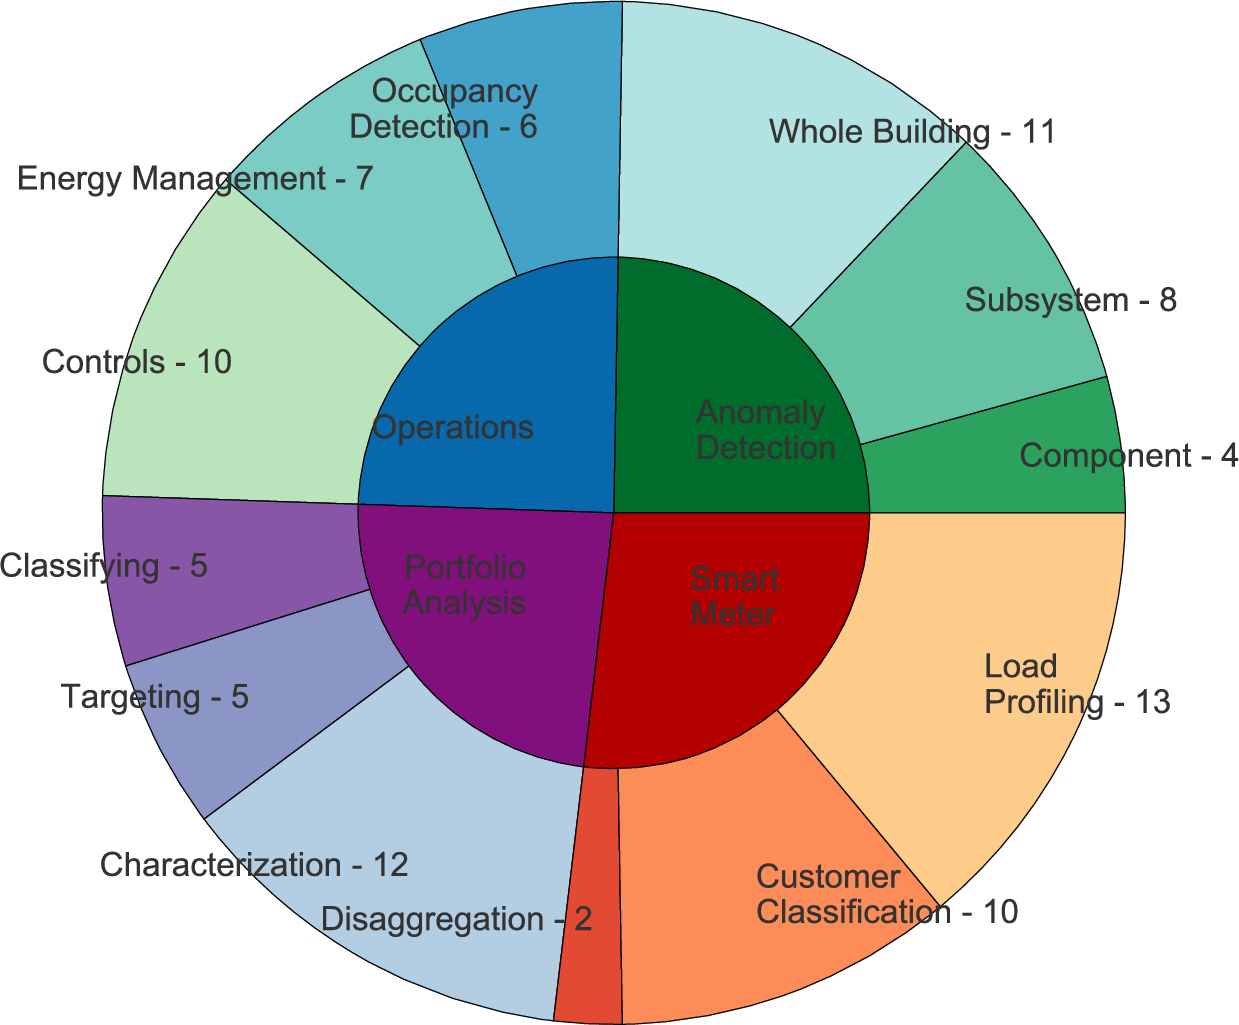 Occupancy
Detection - 6
Whole Building - 11
Energy Management - 7
Subsystem - 8
Controls - 10
Operations
Anomaly
Detection
Component - 4
Classifying - 5
Portfolio
Analysis
Smart
Meter
Targeting - 5
Load
Profiling - 13
Characterization - 12
Disaggregation - 2
Customer
Classification - 10